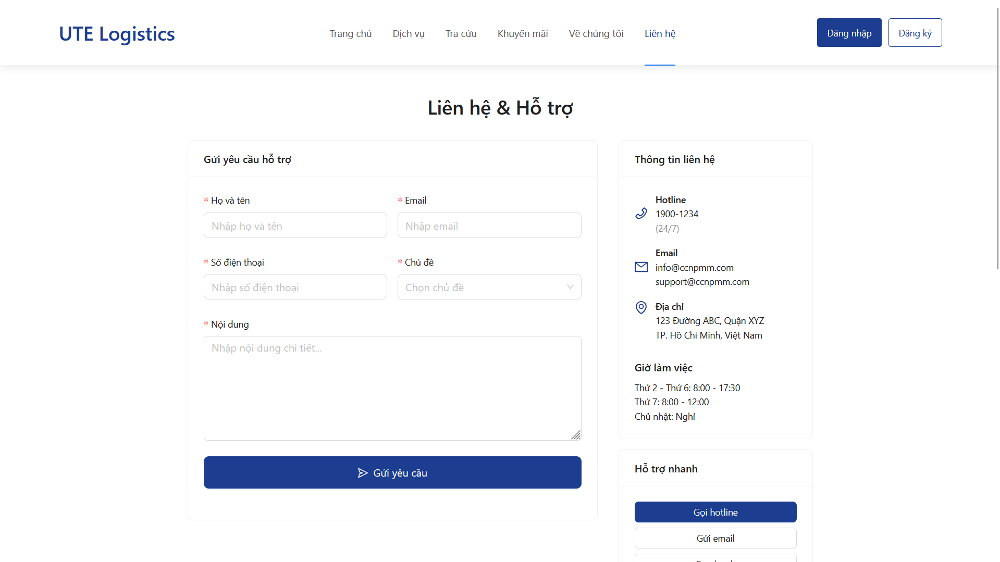 UTE Logistics
Trang chủ
Dịch vụ
Tra cứu
Khuyến mãi
Về chúng tôi
Liên hệ
Đăng nhập
Đăng ký
Liên hệ & Hỗ trợ
Gửi yêu cầu hỗ trợ
* Họ và tên
* Email
Nhập họ và tên
Nhập email
* Số điện thoại
* Chủ đề
Nhập số điện thoại
Chọn chủ đề
* Nội dung
Nhập nội dung chi tiết...
Gửi yêu cầu
Thông tin liên hệ
Hotline
1900-1234
(24/7)
Email
info@ccnpmm.com
support@ccnpmm.com
Địa chỉ
123 Đường ABC, Quận XYZ
TP. Hồ Chí Minh, Việt Nam
Giờ làm việc
Thứ 2 - Thứ 6: 8:00 - 17:30
Thứ 7: 8:00 - 12:00
Chủ nhật: Nghỉ
Hỗ trợ nhanh
Gọi hotline
Gửi email